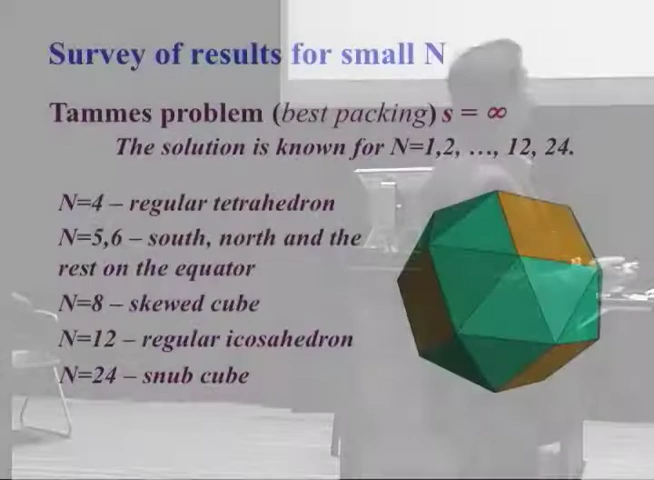 Survey of results for small N
Tammes problem (best packing) s = ∞
The solution is known for N=1,2, ..., 12, 24.
N=4 – regular tetrahedron
N=5,6 – south, north and the
rest on the equator
N=8 – skewed cube
N=12 – regular icosahedron
N=24 – snub cube